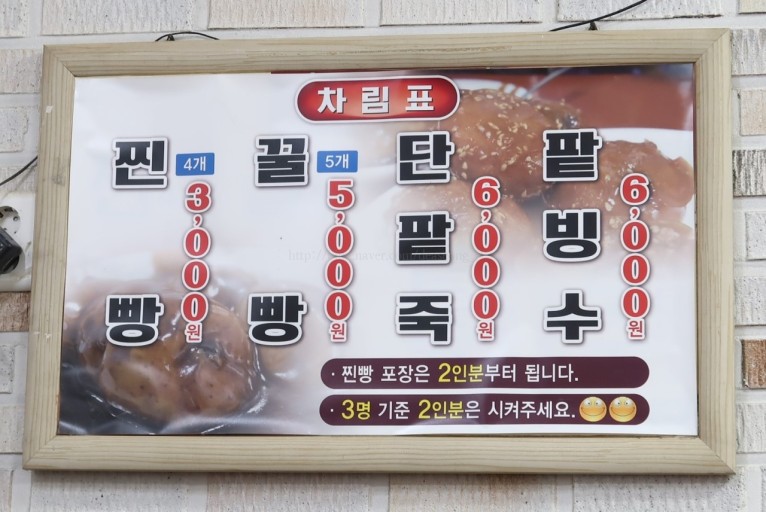 차림표
찐빵 4개 3,000원
꿀빵 5개 5,000원
단팥죽 6,000원
팥빙수 6,000원
· 찐빵 포장은 2인분부터 됩니다.
· 3명 기준 2인분은 시켜주세요.